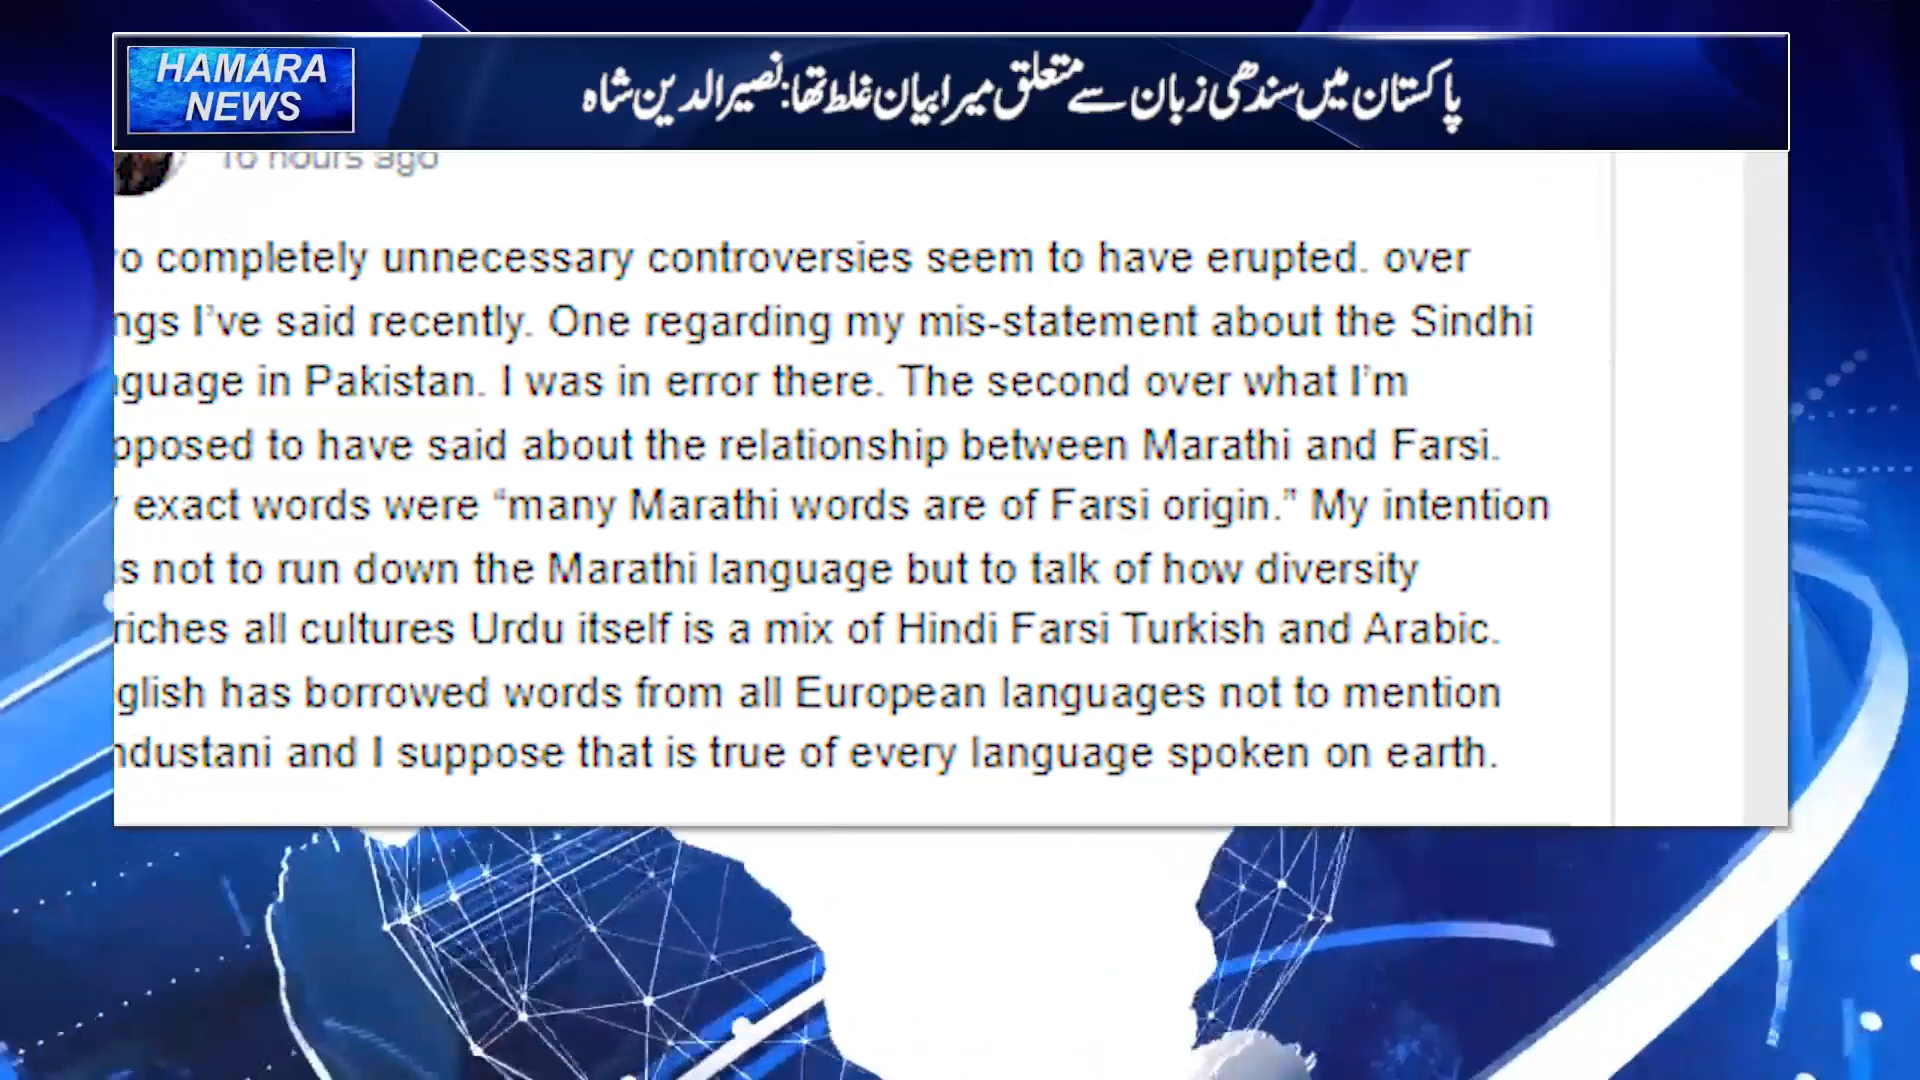 HAMARA
NEWS
پاکستان میں سندھی زبان سے متعلق میرا بیان غلط تھا: نصیر الدین شاہ
16 hours ago
o completely unnecessary controversies seem to have erupted. over
ngs I’ve said recently. One regarding my mis-statement about the Sindhi
guage in Pakistan. I was in error there. The second over what I’m
pposed to have said about the relationship between Marathi and Farsi.
exact words were “many Marathi words are of Farsi origin.” My intention
s not to run down the Marathi language but to talk of how diversity
riches all cultures Urdu itself is a mix of Hindi Farsi Turkish and Arabic.
glish has borrowed words from all European languages not to mention
ndustani and I suppose that is true of every language spoken on earth.